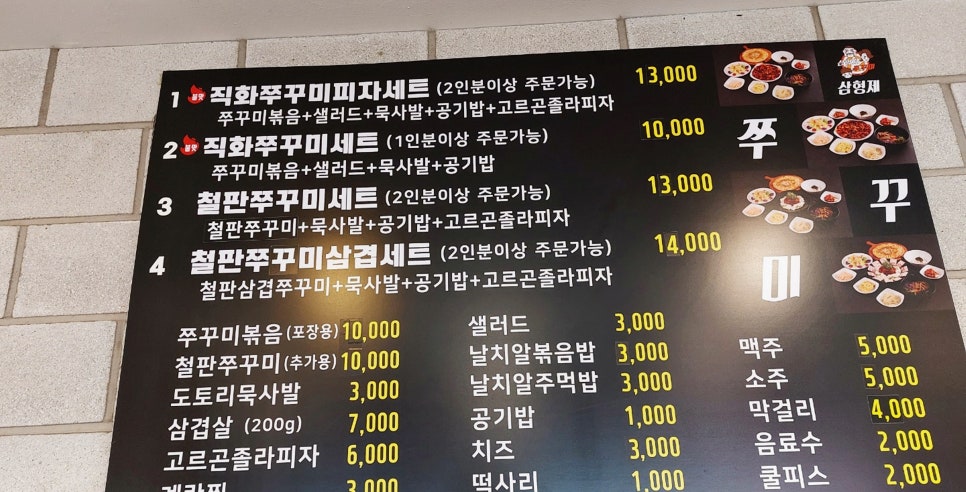 1 불맛 직화쭈꾸미피자세트 (2인분이상 주문가능) 13,000
쭈꾸미볶음+샐러드+묵사발+공기밥+고르곤졸라피자
2 불맛 직화쭈꾸미세트 (1인분이상 주문가능) 10,000
쭈꾸미볶음+샐러드+묵사발+공기밥
3 철판쭈꾸미세트 (2인분이상 주문가능) 13,000
철판쭈꾸미+묵사발+공기밥+고르곤졸라피자
4 철판쭈꾸미삼겹세트 (2인분이상 주문가능) 14,000
철판삼겹쭈꾸미+묵사발+공기밥+고르곤졸라피자
삼형제
쭈
꾸
미
쭈꾸미볶음(포장용) 10,000
철판쭈꾸미(추가용) 10,000
도토리묵사발 3,000
삼겹살 (200g) 7,000
고르곤졸라피자 6,000
계란찜 3,000
샐러드 3,000
날치알볶음밥 3,000
날치알주먹밥 3,000
공기밥 1,000
치즈 3,000
떡사리 1,000
맥주 5,000
소주 5,000
막걸리 4,000
음료수 2,000
쿨피스 2,000